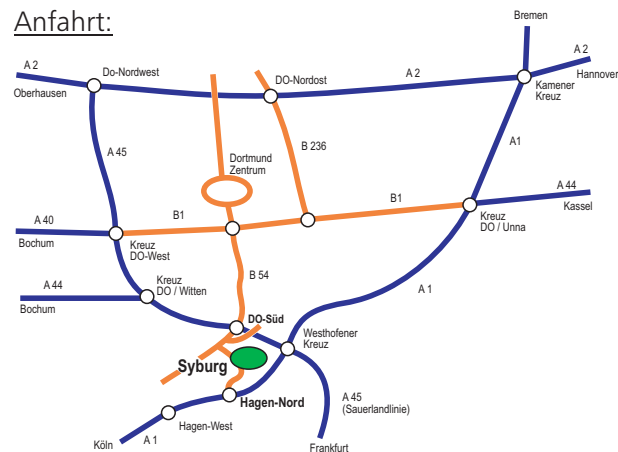 Anfahrt:
Bremen
A 2
Oberhausen
Do-Nordwest
DO-Nordost
A 2
A 2
Hannover
Kamener
Kreuz
A 45
Dortmund
Zentrum
B 236
A1
A 40
Bochum
B1
B1
A 44
Kassel
Kreuz
DO-West
Kreuz
DO / Unna
A 44
Bochum
Kreuz
DO / Witten
B 54
A 1
DO-Süd
Westhofener
Kreuz
Syburg
Hagen-Nord
A 45
(Sauerlandlinie)
Hagen-West
Köln
A 1
Frankfurt